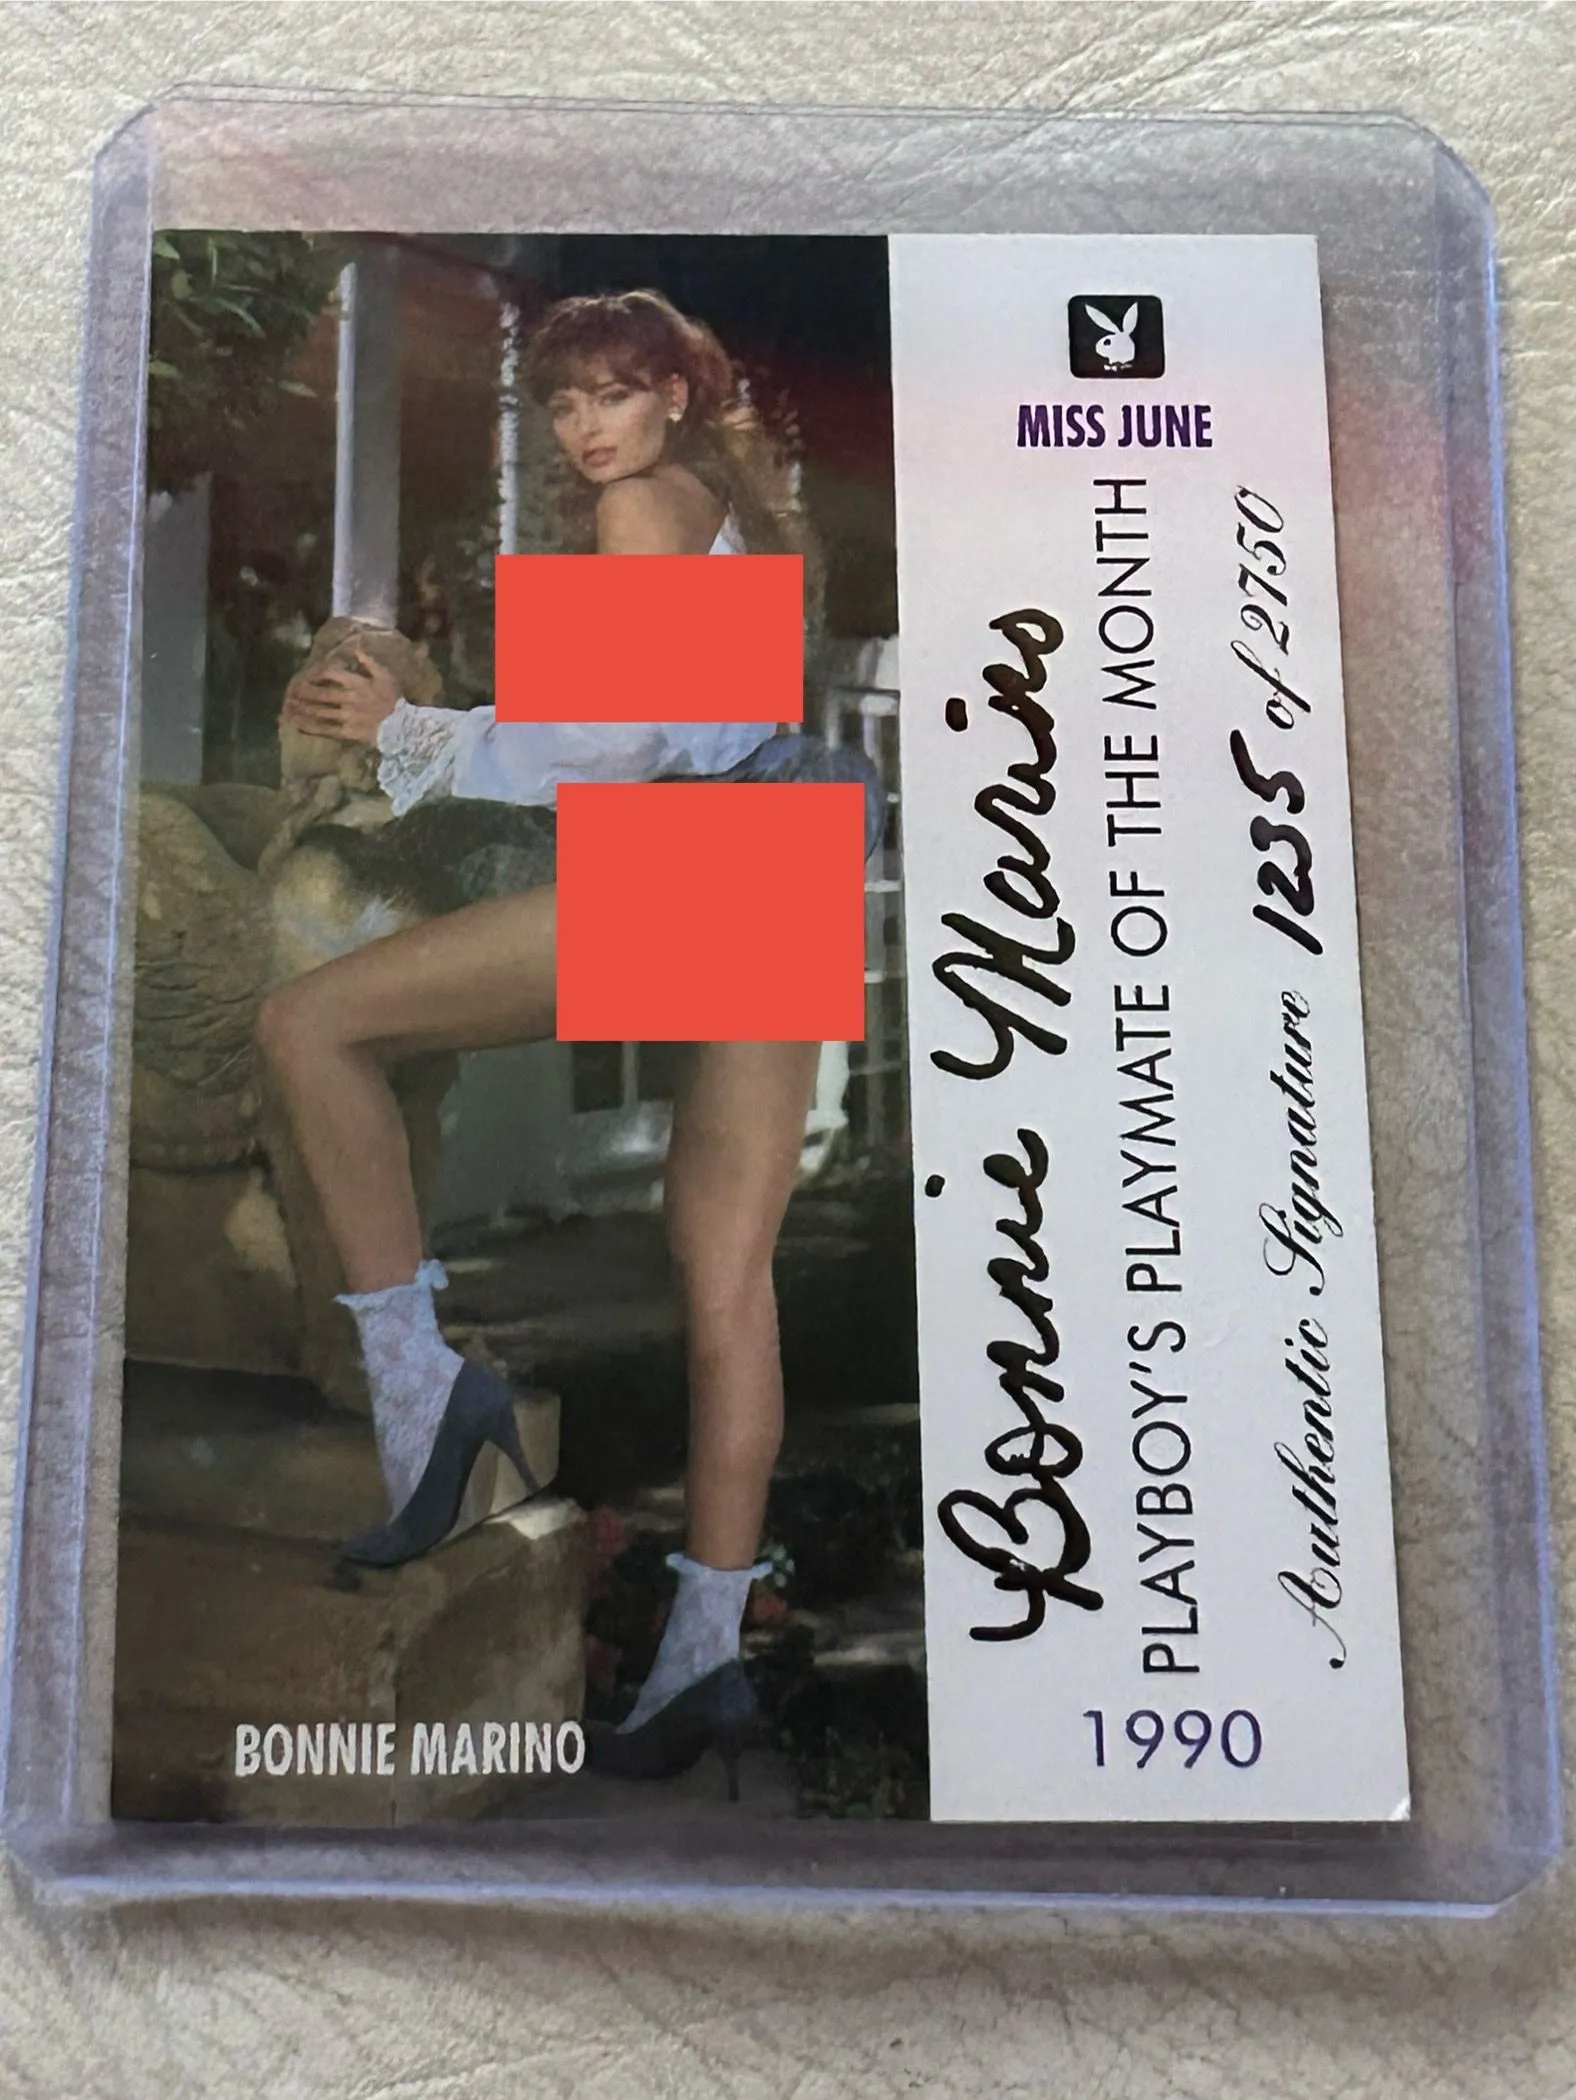 MISS JUNE
Bonnie Marino
PLAYBOY'S PLAYMATE OF THE MONTH
Authentic Signature 1235 of 2750
1990
BONNIE MARINO